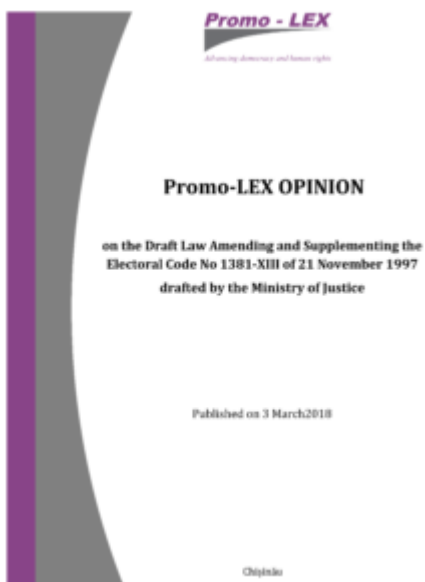 Promo - LEX
Advancing democracy and human rights
Promo-LEX OPINION
on the Draft Law Amending and Supplementing the
Electoral Code No 1381-XIII of 21 November 1997
drafted by the Ministry of Justice
Published on 3 March2018
Chișinău